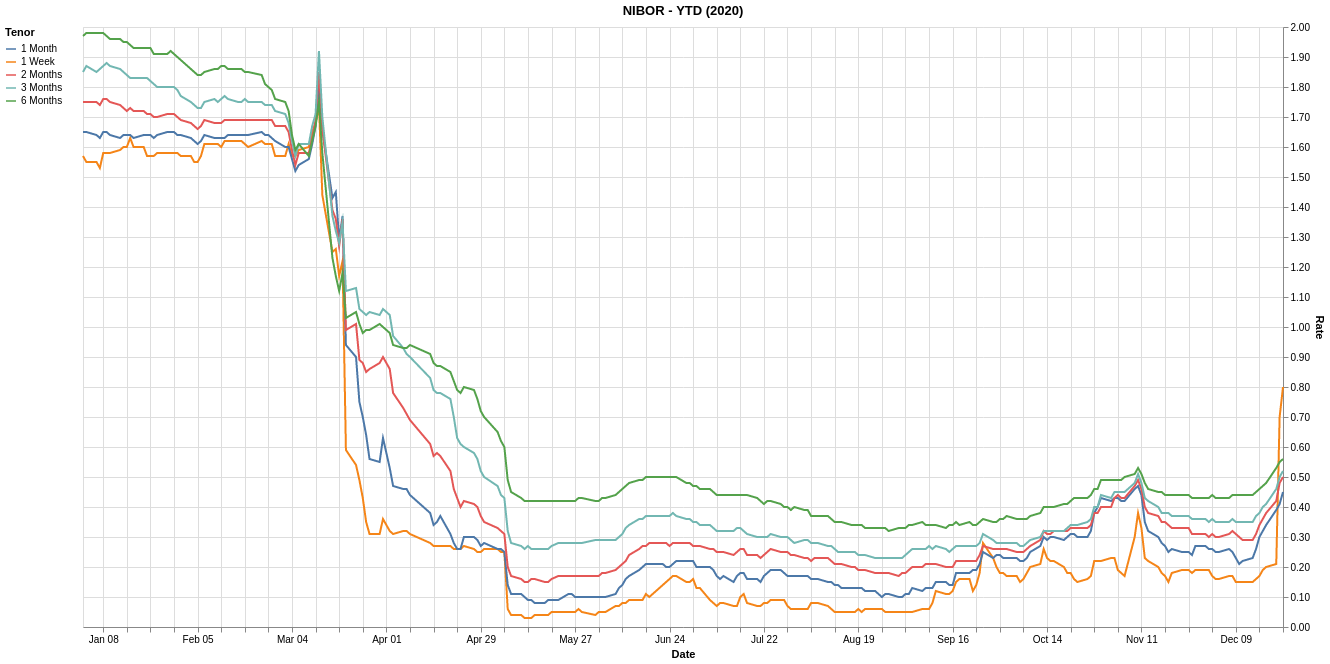 NIBOR - YTD (2020)
Tenor
1 Month
1 Week
2 Months
3 Months
6 Months
2.00
1.90
1.80
1.70
1.60
1.50
1.40
1.30
1.20
1.10
1.00
0.90
0.80
0.70
0.60
0.50
0.40
0.30
0.20
0.10
0.00
Rate
Jan 08 Feb 05 Mar 04 Apr 01 Apr 29 May 27 Jun 24 Jul 22 Aug 19 Sep 16 Oct 14 Nov 11 Dec 09
Date